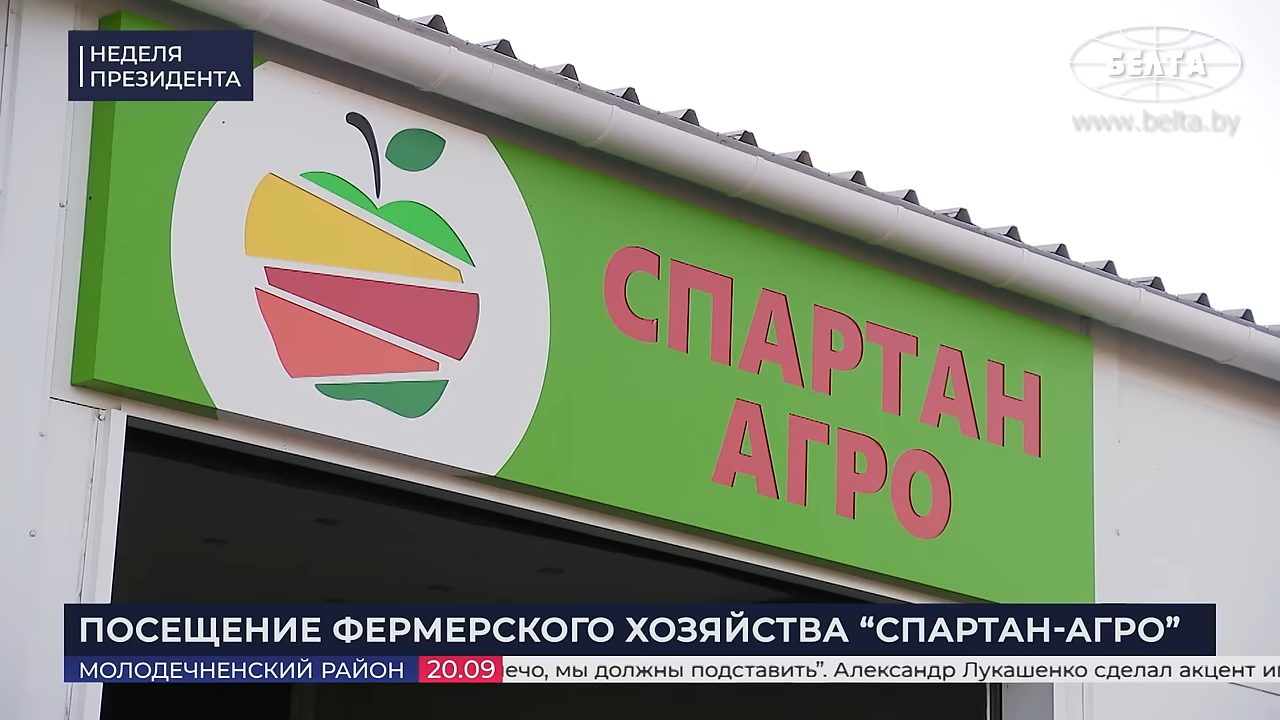 НЕДЕЛЯ
ПРЕЗИДЕНТА
БЕЛТА
www.belta.by
СПАРТАН
АГРО
ПОСЕЩЕНИЕ ФЕРМЕРСКОГО ХОЗЯЙСТВА “СПАРТАН-АГРО”
МОЛОДЕЧНЕНСКИЙ РАЙОН 20.09 мы должны подставить”. Александр Лукашенко сделал акцент